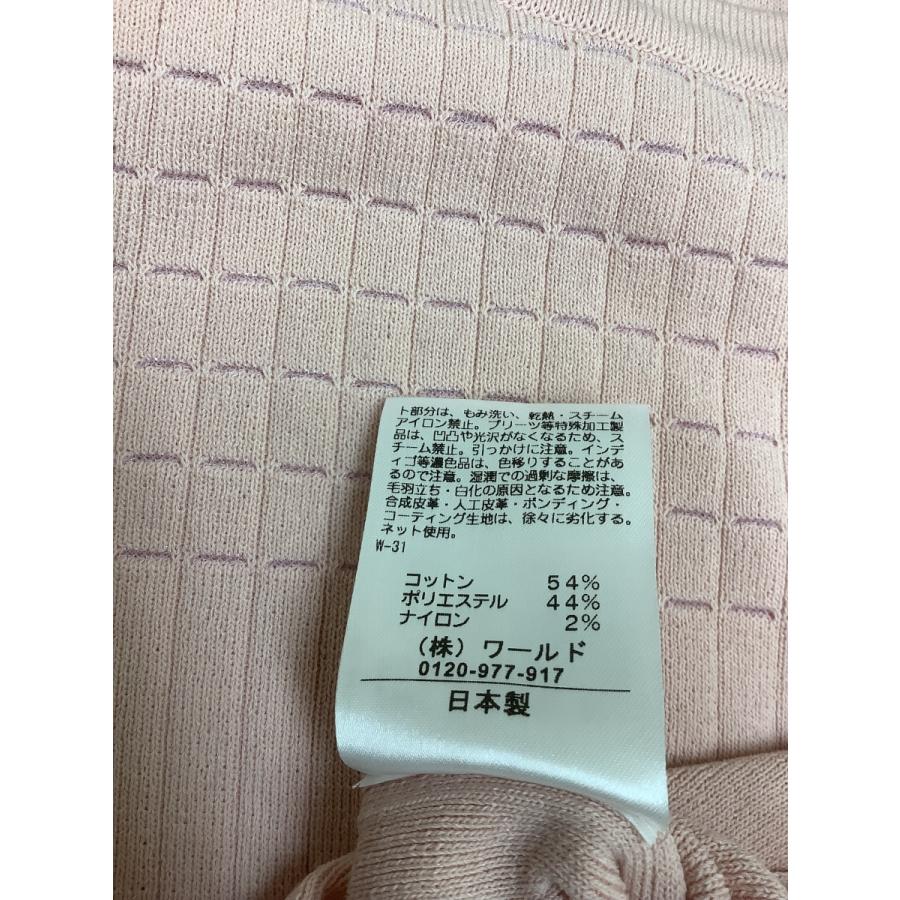 ト部分は、もみ洗い、乾熱・スチーム
アイロン禁止。プリーツ等特殊加工製
品は、凹凸や光沢がなくなるため、ス
チーム禁止。引っかけに注意。インデ
ィゴ等濃色品は、色移りすることがあ
るので注意。湿潤での過剰な摩擦は、
毛羽立ち・白化の原因となるため注意。
合成皮革・人工皮革・ボンディング・
コーティング生地は、徐々に劣化する。
ネット使用。
W-31
コットン 54%
ポリエステル 44%
ナイロン 2%
（株）ワールド
0120-977-917
日本製